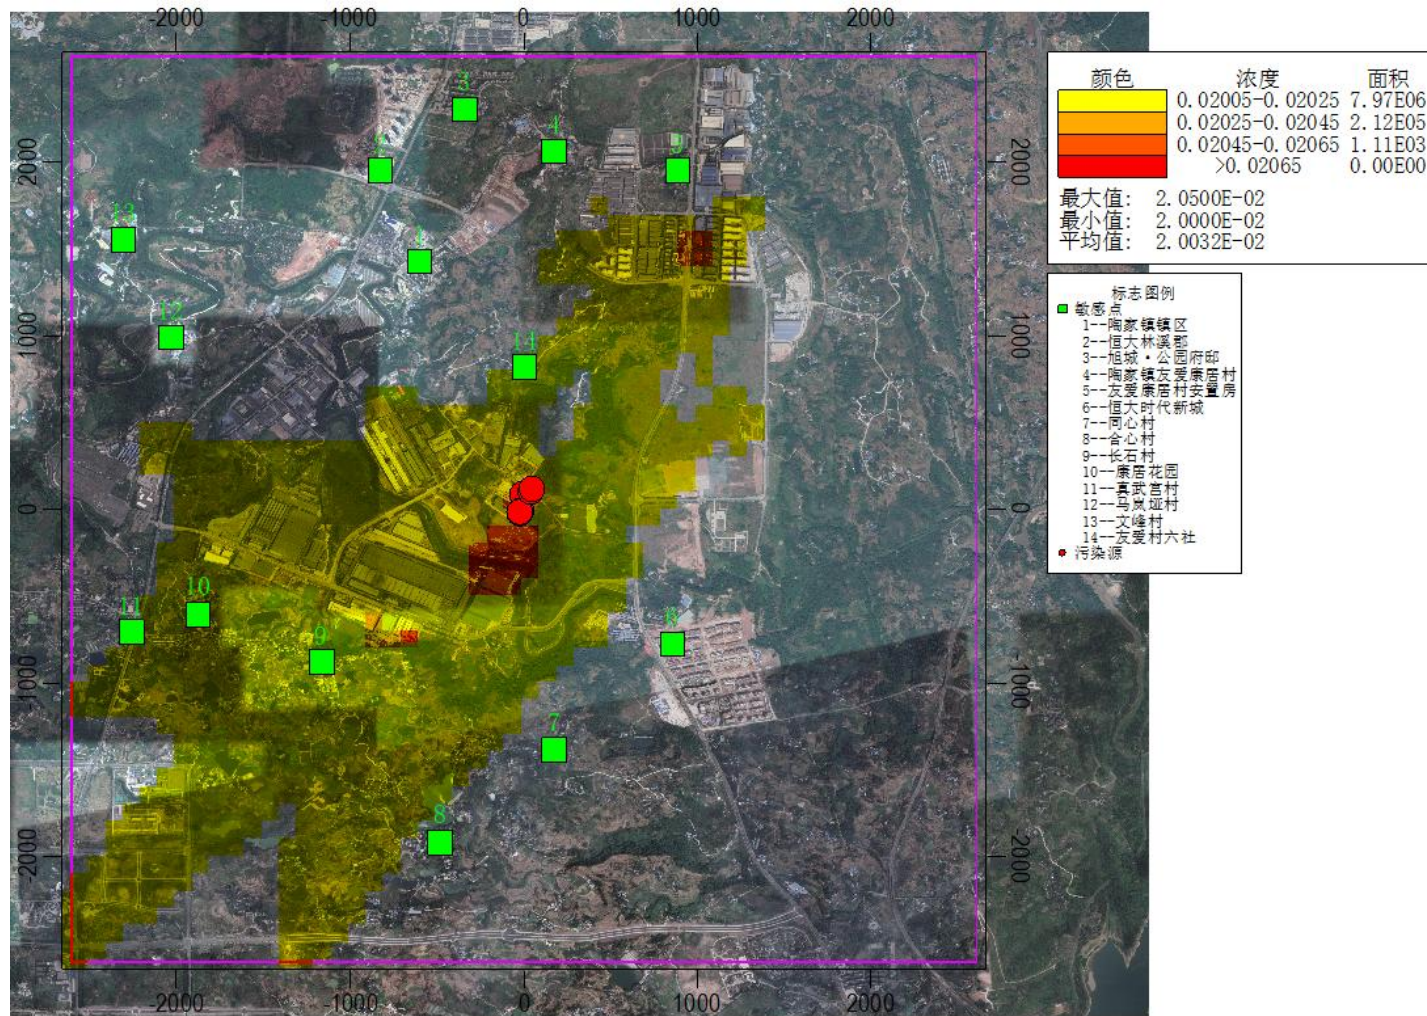 -2000 -1000 0 1000 2000
颜色 浓度 面积
0.02005-0.02025 7.97E06
0.02025-0.02045 2.12E05
0.02045-0.02065 1.11E03
>0.02065 0.00E00
最大值: 2.0500E-02
最小值: 2.0000E-02
平均值: 2.0032E-02
标志图例
敏感点
1--陶家镇镇区
2--恒大林溪郡
3--旭城·公园府邸
4--陶家镇友爱康居村
5--友爱康居村安置房
6--恒大时代新城
7--同心村
8--合心村
9--长石村
10--康居花园
11--真武宫村
12--马岚垭村
13--文峰村
14--友爱村六社
污染源
3
4
2
13
1
12
14
10
11
9
7
8
2000
1000
0
-1000
-2000
2000
1000
0
-1000
-2000
-2000 -1000 0 1000 2000